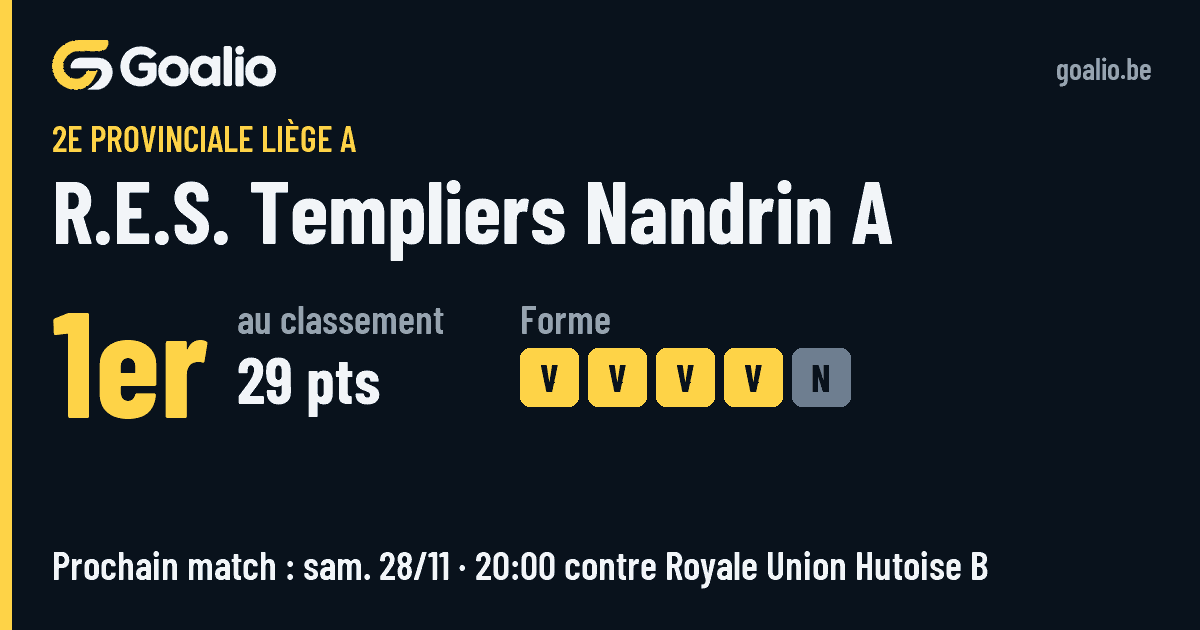 Goalio
goalio.be
2E PROVINCIALE LIÈGE A
R.E.S. Templiers Nandrin A
1er
au classement
29 pts
Forme
V V V V N
Prochain match : sam. 28/11 · 20:00 contre Royale Union Hutoise B